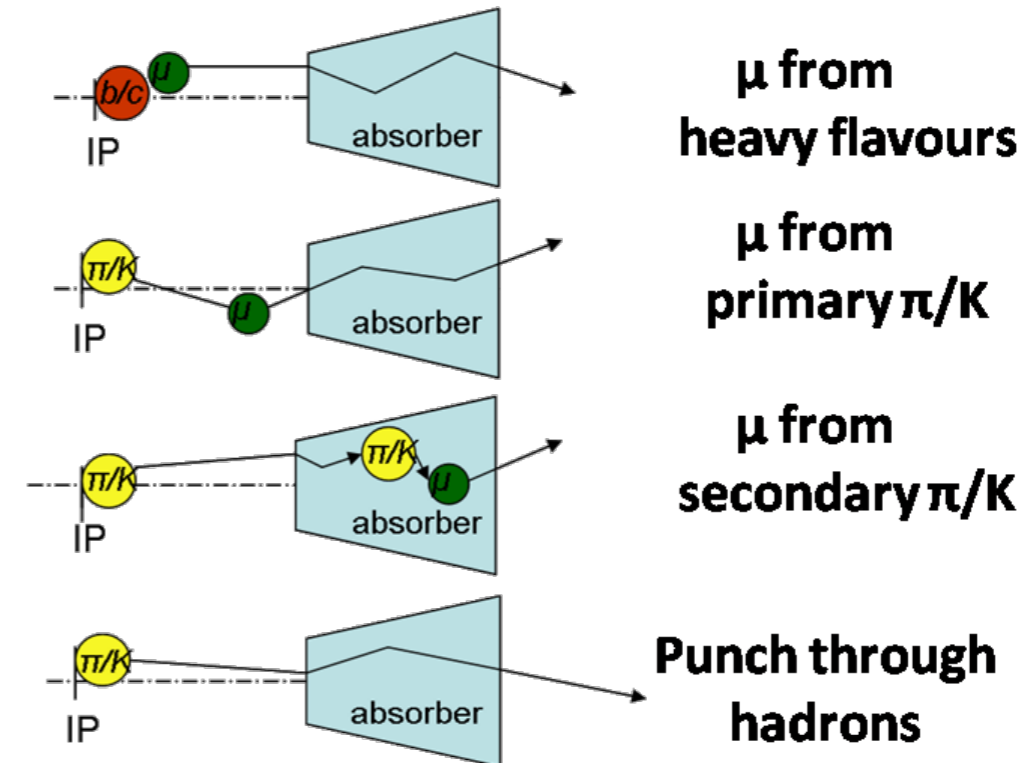 b/c μ
IP
absorber
μ from
heavy flavours
π/K
μ
IP
absorber
μ from
primary π/K
π/K
π/K
μ
IP
absorber
μ from
secondary π/K
π/K
IP
absorber
Punch through
hadrons